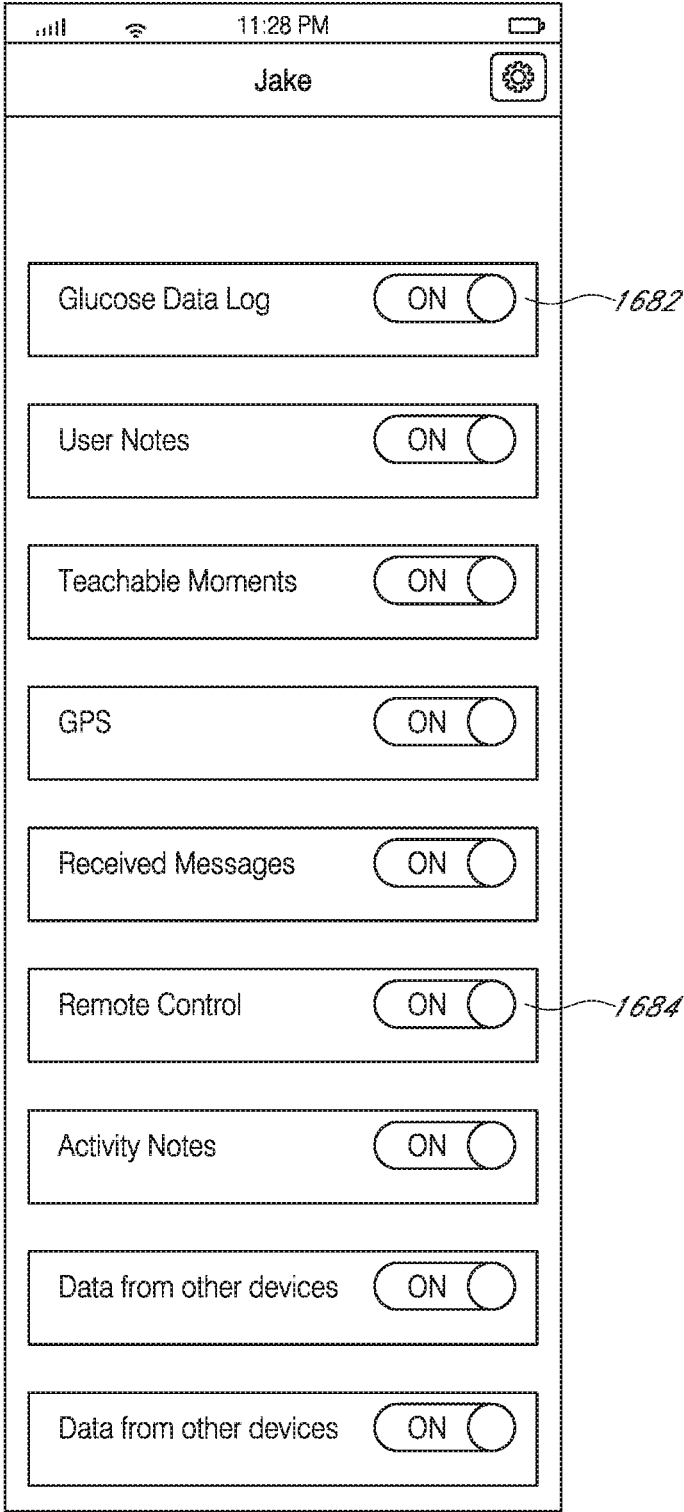 11:28 PM
Jake
Glucose Data Log ON 1682
User Notes ON
Teachable Moments ON
GPS ON
Received Messages ON
Remote Control ON 1684
Activity Notes ON
Data from other devices ON
Data from other devices ON